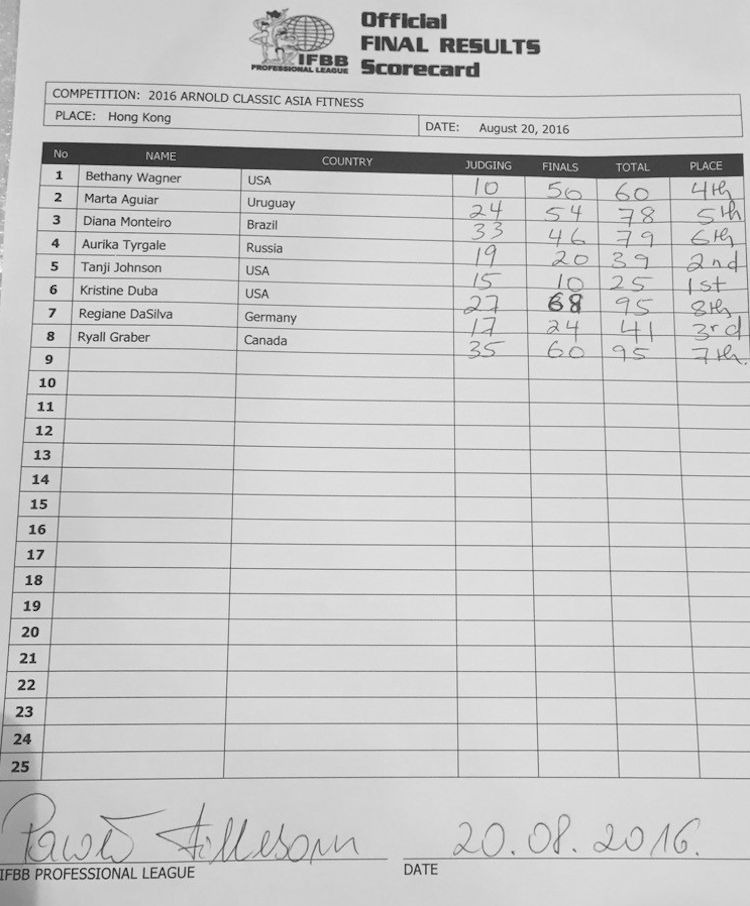 Official
FINAL RESULTS
IFBB
PROFESSIONAL LEAGUE
Scorecard
COMPETITION: 2016 ARNOLD CLASSIC ASIA FITNESS
PLACE: Hong Kong
DATE: August 20, 2016
No NAME COUNTRY JUDGING FINALS TOTAL PLACE
1 Bethany Wagner USA 10 50 60 4th
2 Marta Aguiar Uruguay 24 54 78 5th
3 Diana Monteiro Brazil 33 46 79 6th
4 Aurika Tyrgale Russia 19 20 39 2nd
5 Tanji Johnson USA 15 10 25 1st
6 Kristine Duba USA 27 68 95 8th
7 Regiane DaSilva Germany 17 24 41 3rd
8 Ryall Graber Canada 35 60 95 7th
9
10
11
12
13
14
15
16
17
18
19
20
21
22
23
24
25
20.08.2016.
IFBB PROFESSIONAL LEAGUE DATE